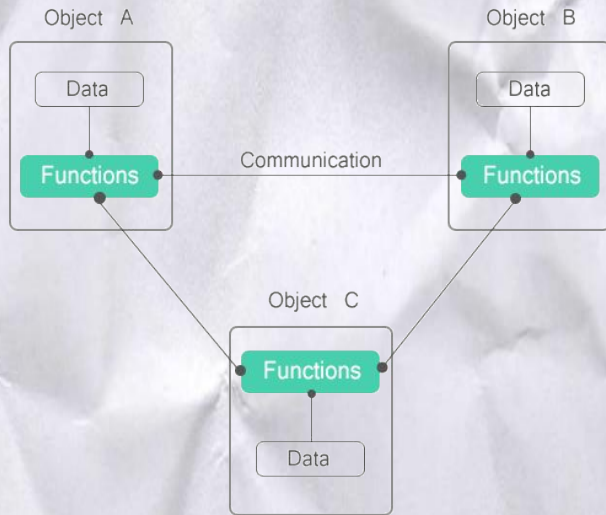 Object A
Object B
Data
Data
Functions
Communication
Functions
Object C
Functions
Data